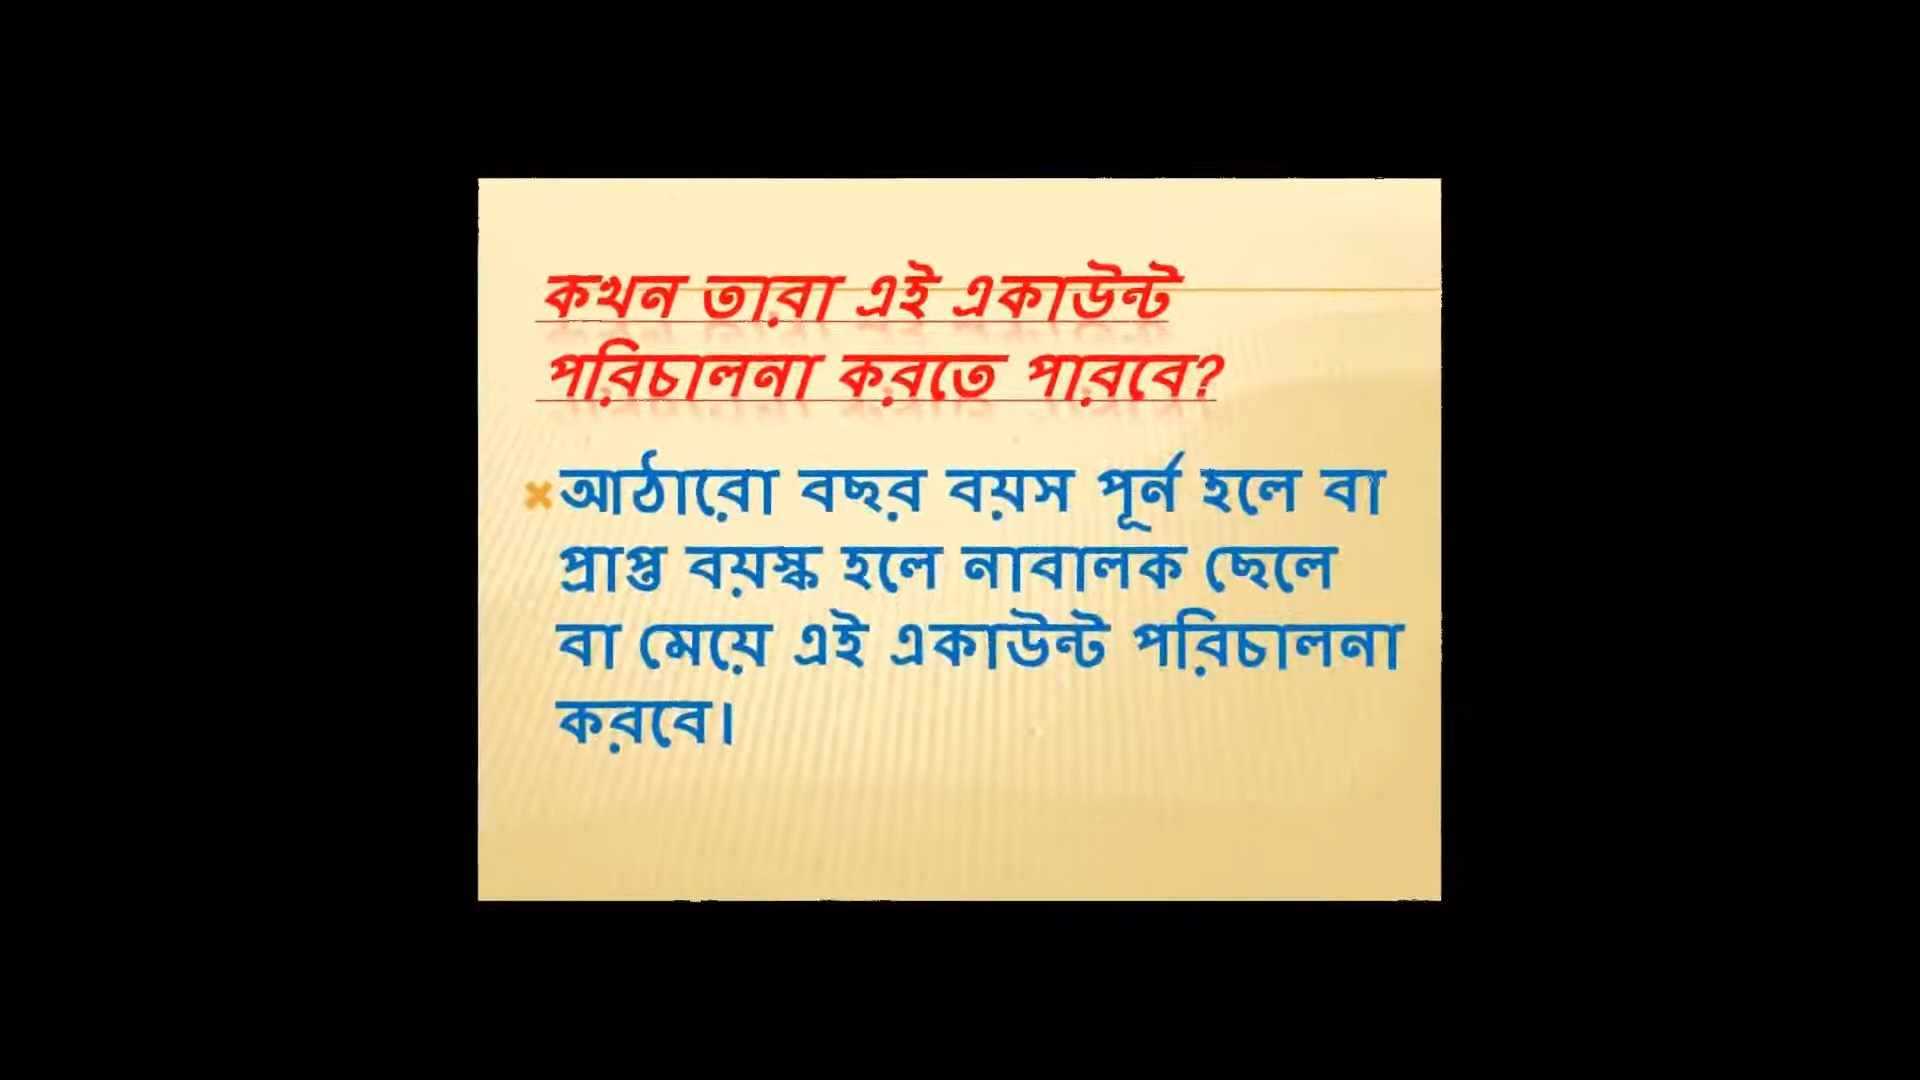 কখন তারা এই একাউন্ট
পরিচালনা করতে পারবে?
আঠারো বছর বয়স পূর্ন হলে বা
প্রাপ্ত বয়স্ক হলে নাবালক ছেলে
বা মেয়ে এই একাউন্ট পরিচালনা
করবে।